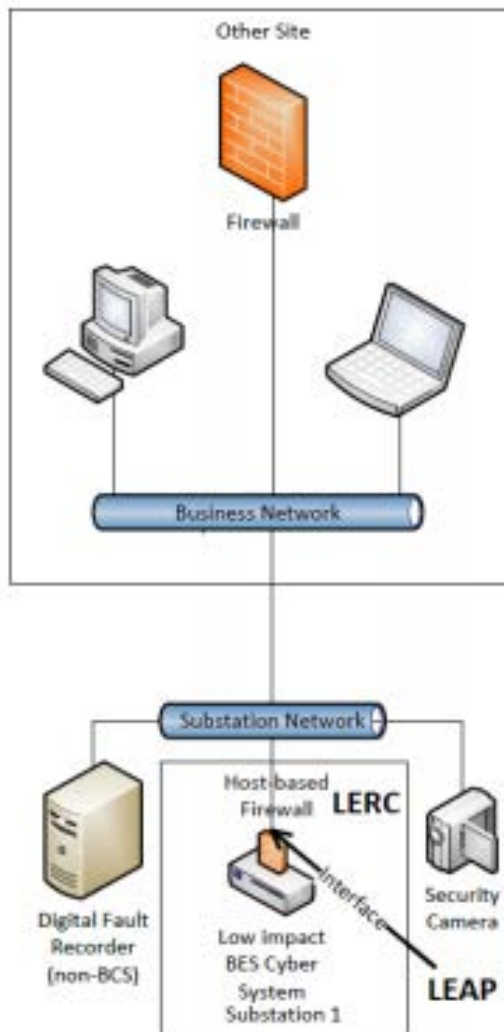 Other Site
Firewall
Business Network
Substation Network
Host-based
Firewall
LERC
Interface
Digital Fault
Recorder
(non-BCS)
Low impact
BES Cyber
System
Substation 1
Security
Camera
LEAP